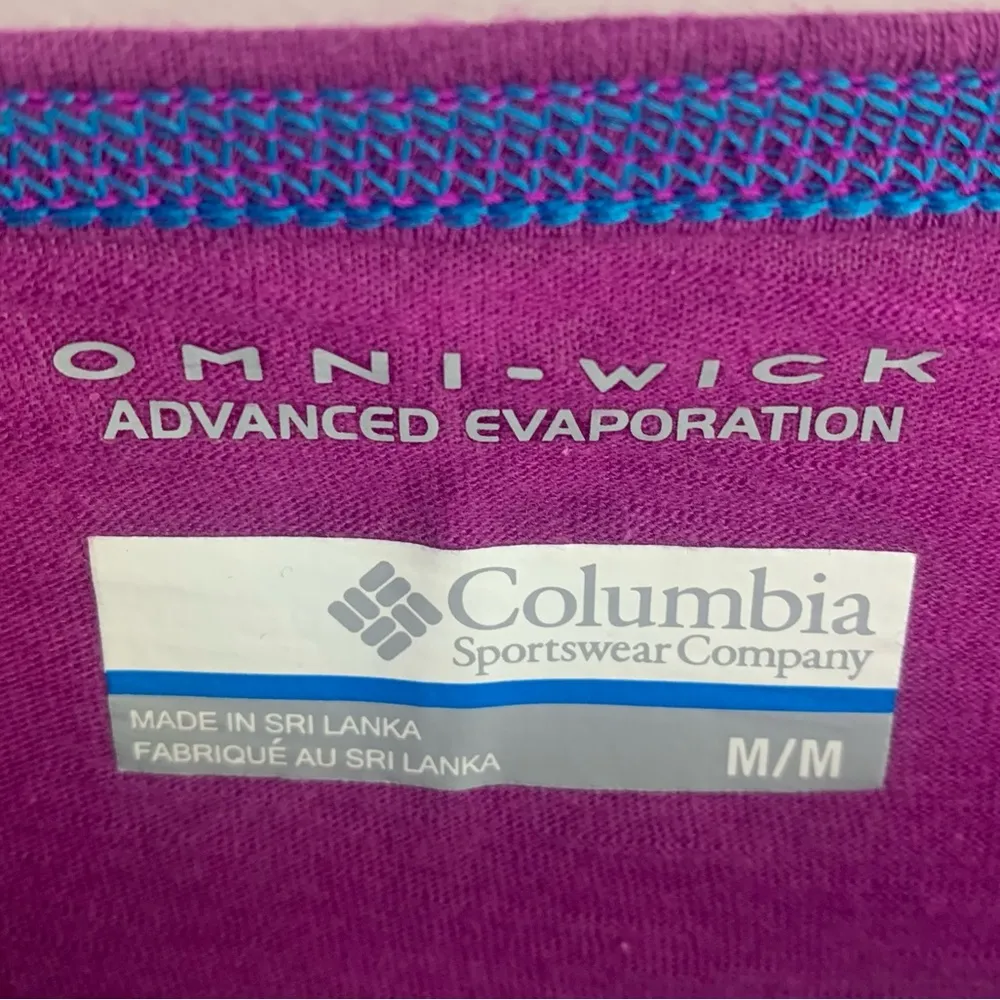 OMNI-WICK
ADVANCED EVAPORATION
Columbia
Sportswear Company
MADE IN SRI LANKA
FABRIQUÉ AU SRI LANKA
M/M